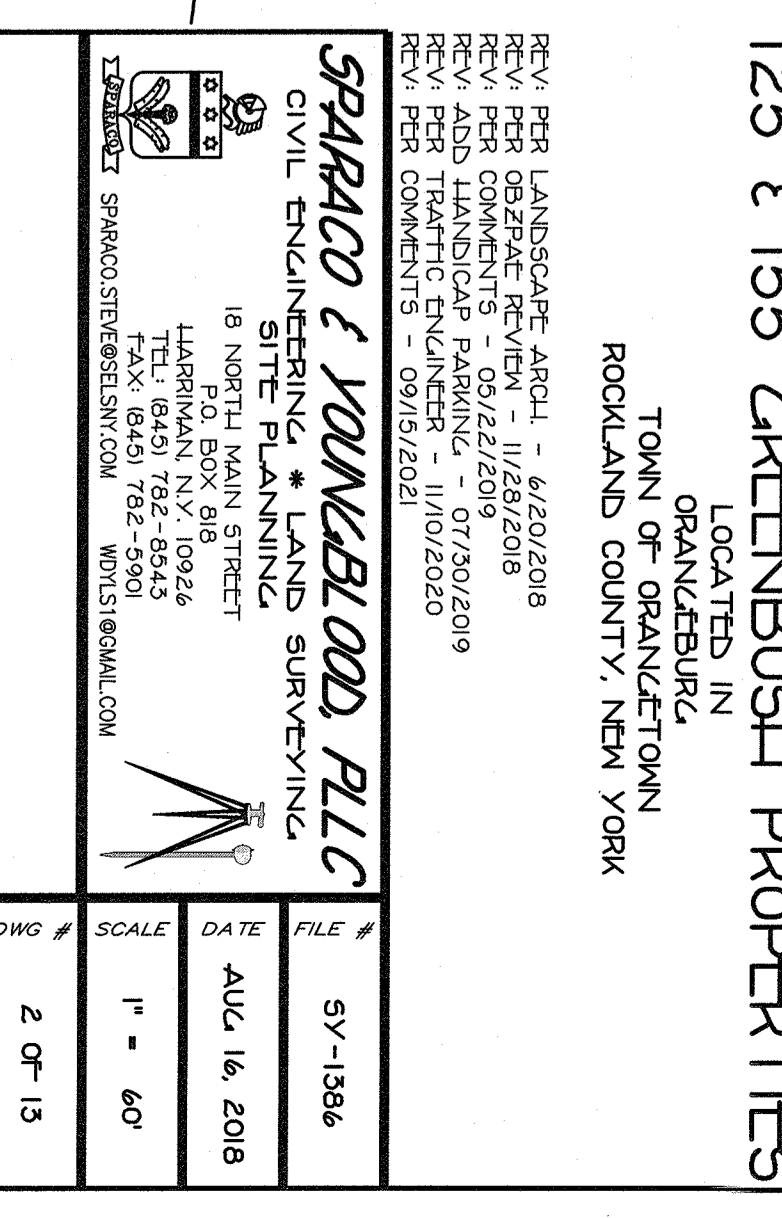 125 & 155 GREENBUSH PROPERTIES
LOCATED IN
ORANGEBURG
TOWN OF ORANGETOWN
ROCKLAND COUNTY, NEW YORK
REV: PER LANDSCAPE ARCH. - 6/20/2018
REV: PER OBZPAE REVIEW - 11/28/2018
REV: PER COMMENTS - 05/22/2019
REV: ADD HANDICAP PARKING - 07/30/2019
REV: PER TRAFFIC ENGINEER - 11/10/2020
REV: PER COMMENTS - 09/15/2021
SPARACO & YOUNGBLOOD, PLLC
CIVIL ENGINEERING * LAND SURVEYING
SITE PLANNING
18 NORTH MAIN STREET
P.O. BOX 818
HARRIMAN, N.Y. 10926
TEL: (845) 782-8543
FAX: (845) 782-5901
SPARACO
SPARACO.STEVE@SELSNY.COM WDYLS1@GMAIL.COM
FILE # SY-1386
DATE AUG 16, 2018
SCALE 1" = 60'
DWG # 2 OF 13